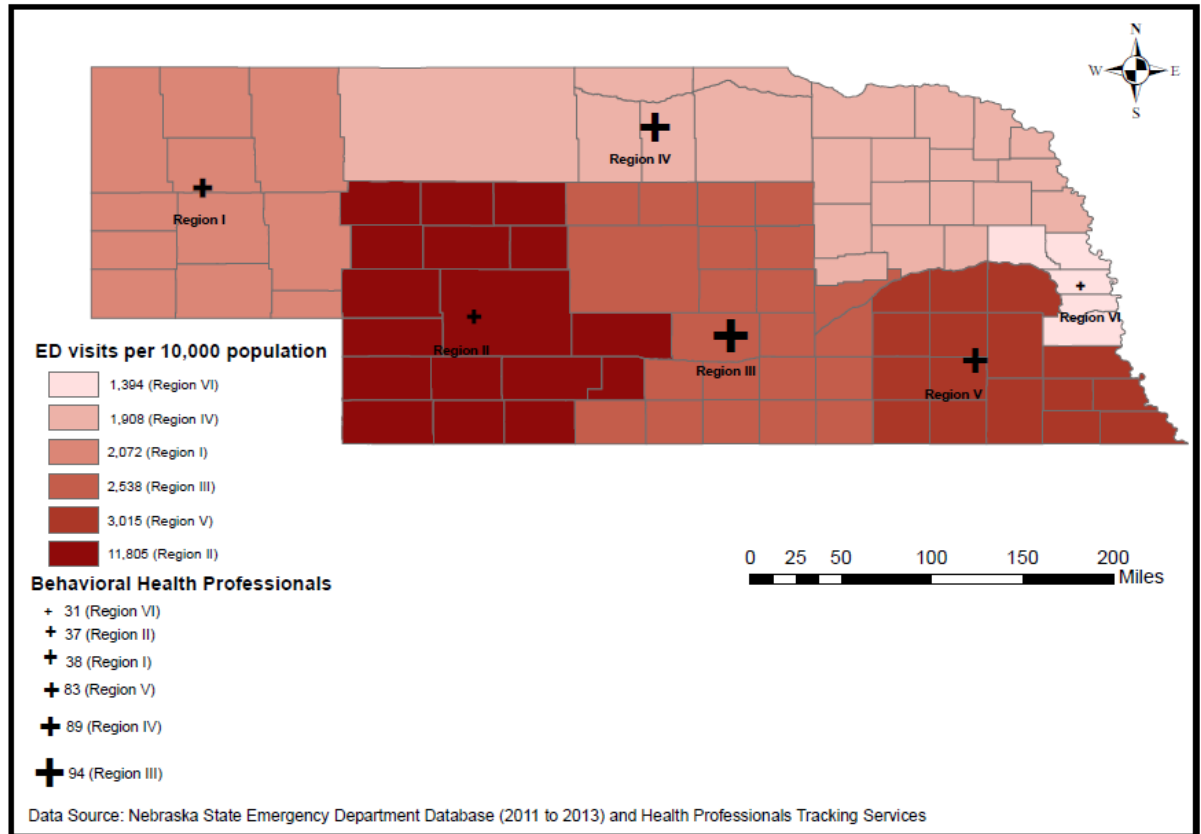 N
W E
S
Region IV
Region I
Region VI
Region II
Region III
Region V
ED visits per 10,000 population
1,394 (Region VI)
1,908 (Region IV)
2,072 (Region I)
2,538 (Region III)
3,015 (Region V)
11,805 (Region II)
0 25 50 100 150 200
Miles
Behavioral Health Professionals
31 (Region VI)
37 (Region II)
38 (Region I)
83 (Region V)
89 (Region IV)
94 (Region III)
Data Source: Nebraska State Emergency Department Database (2011 to 2013) and Health Professionals Tracking Services